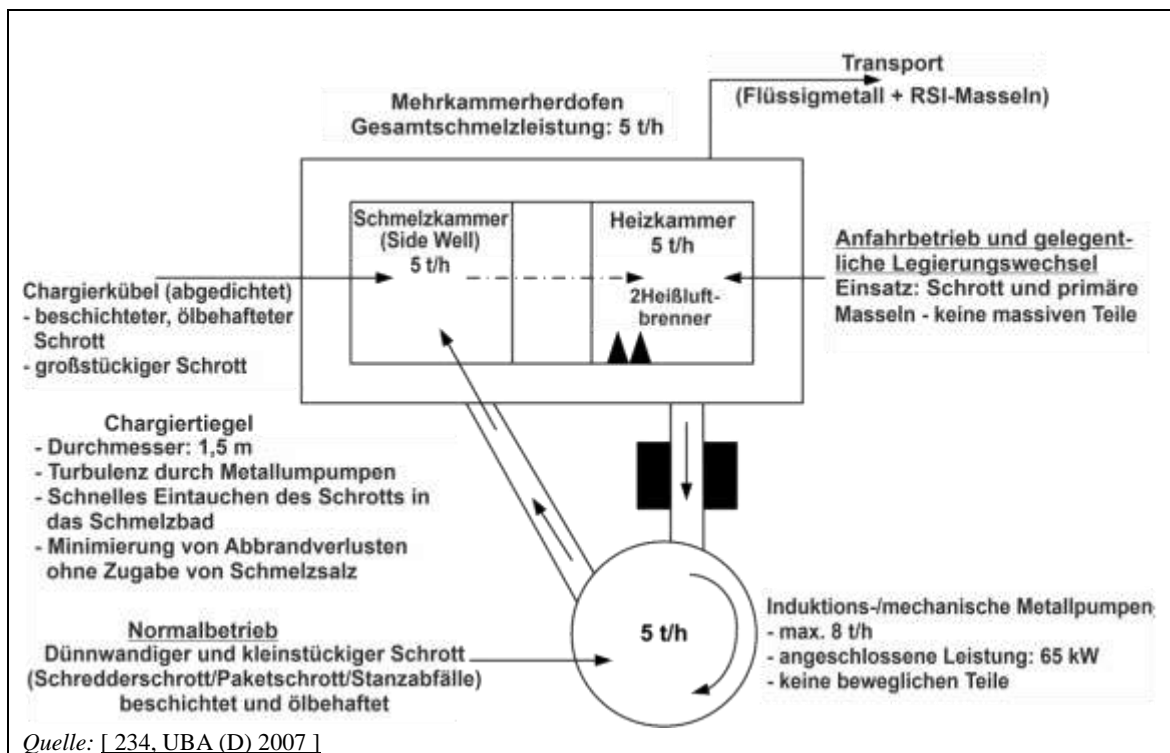 Transport
(Flüssigmetall + RSI-Masseln)
Mehrkammerherdofen
Gesamtschmelzleistung: 5 t/h
Schmelzkammer
(Side Well)
5 t/h
Heizkammer
5 t/h
2Heißluft-
brenner
Chargierkübel (abgedichtet)
- beschichteter, ölbehafteter
Schrott
- großstückiger Schrott
Anfahrbetrieb und gelegent-
liche Legierungswechsel
Einsatz: Schrott und primäre
Masseln - keine massiven Teile
Chargiertiegel
- Durchmesser: 1,5 m
- Turbulenz durch Metallumpumpen
- Schnelles Eintauchen des Schrotts in
das Schmelzbad
- Minimierung von Abbrandverlusten
ohne Zugabe von Schmelzsalz
Normalbetrieb
Dünnwandiger und kleinstückiger Schrott
(Schredderschrott/Paketschrott/Stanzabfälle)
beschichtet und ölbehaftet
5 t/h
Induktions-/mechanische Metallpumpen
- max. 8 t/h
- angeschlossene Leistung: 65 kW
- keine beweglichen Teile
Quelle: [ 234, UBA (D) 2007 ]